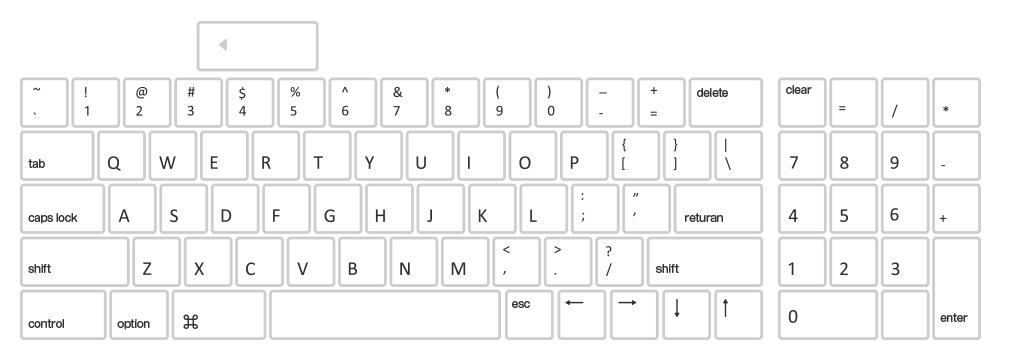 ~ ! @ # $ % ^ & * ( ) – + delete clear
` 1 2 3 4 5 6 7 8 9 0 - = = / *
tab Q W E R T Y U I O P { [ } ] | \ 7 8 9 -
caps lock A S D F G H J K L : ; " ' returan 4 5 6 +
shift Z X C V B N M < , > . ? / shift 1 2 3
control option ⌘ esc ← → ↓ ↑ 0 enter